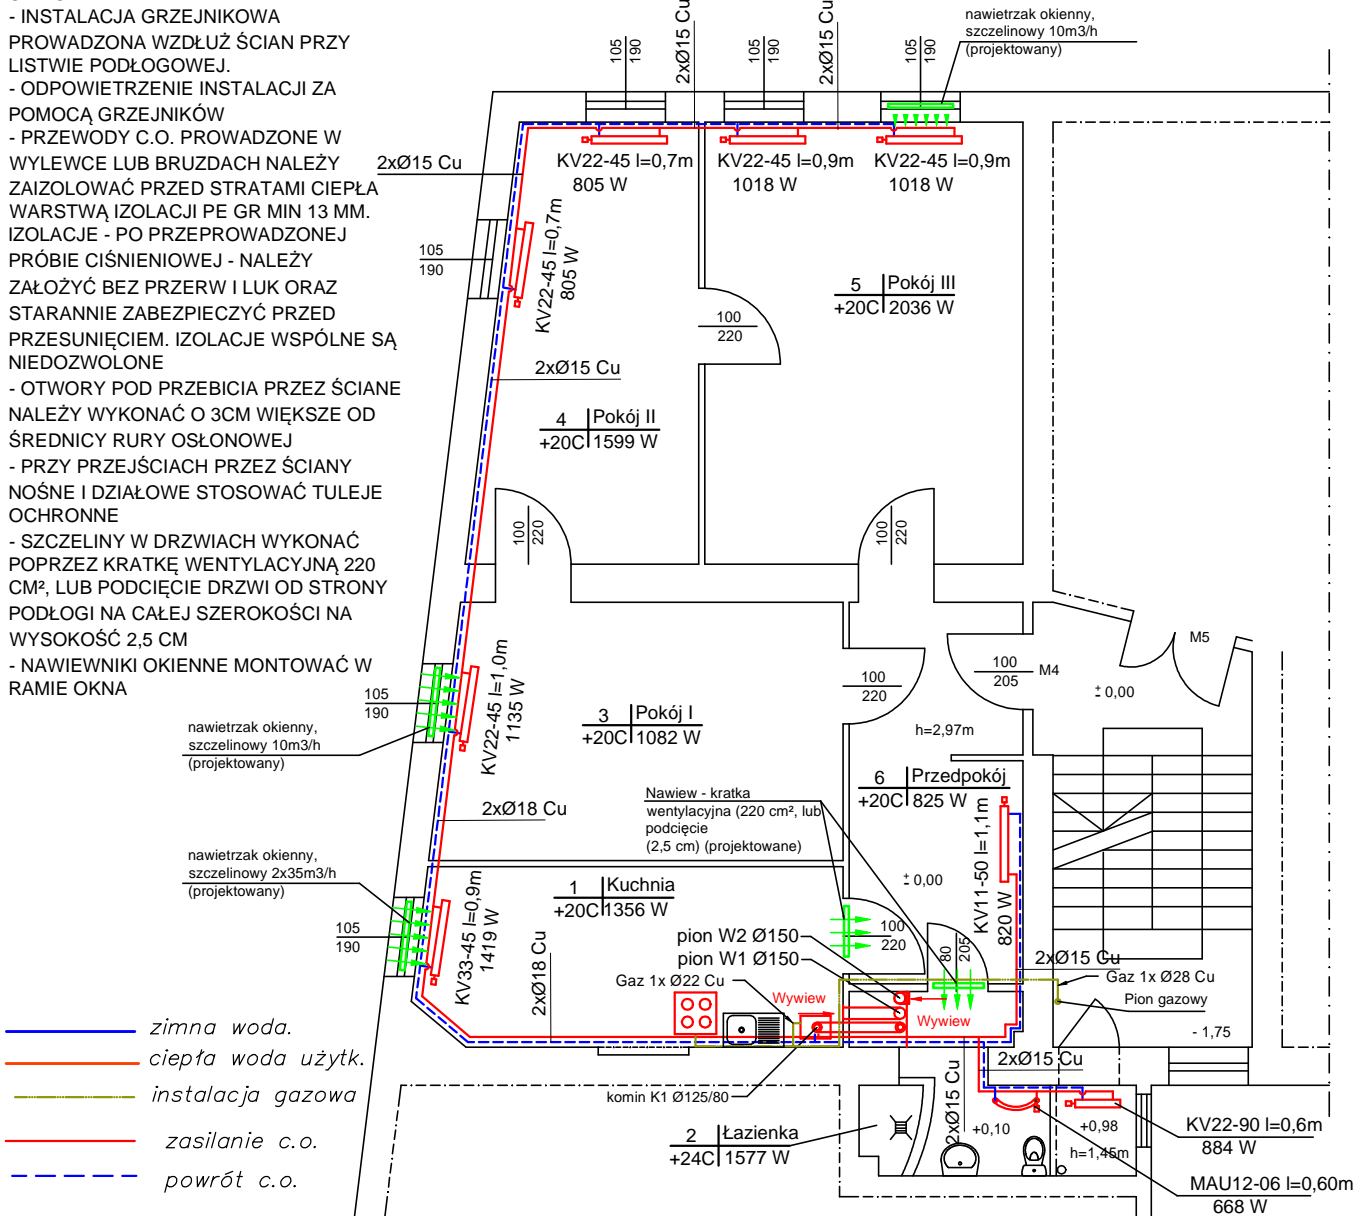 - INSTALACJA GRZEJNIKOWA
PROWADZONA WZDŁUŻ ŚCIAN PRZY
LISTWIE PODŁOGOWEJ.
- ODPOWIETRZENIE INSTALACJI ZA
POMOCĄ GRZEJNIKÓW
- PRZEWODY C.O. PROWADZONE W
WYLEWCE LUB BRUZDACH NALEŻY
ZAIZOLOWAĆ PRZED STRATAMI CIEPŁA
WARSTWĄ IZOLACJI PE GR MIN 13 MM.
IZOLACJE - PO PRZEPROWADZONEJ
PRÓBIE CIŚNIENIOWEJ - NALEŻY
ZAŁOŻYĆ BEZ PRZERW I LUK ORAZ
STARANNIE ZABEZPIECZYĆ PRZED
PRZESUNIĘCIEM. IZOLACJE WSPÓLNE SĄ
NIEDOZWOLONE
- OTWORY POD PRZEBICIA PRZEZ ŚCIANE
NALEŻY WYKONAĆ O 3CM WIĘKSZE OD
ŚREDNICY RURY OSŁONOWEJ
- PRZY PRZEJŚCIACH PRZEZ ŚCIANY
NOŚNE I DZIAŁOWE STOSOWAĆ TULEJE
OCHRONNE
- SZCZELINY W DRZWIACH WYKONAĆ
POPRZEZ KRATKĘ WENTYLACYJNĄ 220
CM², LUB PODCIĘCIE DRZWI OD STRONY
PODŁOGI NA CAŁEJ SZEROKOŚCI NA
WYSOKOŚĆ 2,5 CM
- NAWIEWNIKI OKIENNE MONTOWAĆ W
RAMIE OKNA
105
190
2xØ15 Cu
105
190
2xØ15 Cu
105
190
nawietrzak okienny,
szczelinowy 10m3/h
(projektowany)
2xØ15 Cu
KV22-45 l=0,7m
805 W
KV22-45 l=0,9m
1018 W
KV22-45 l=0,9m
1018 W
105
190
KV22-45 l=0,7m
805 W
5 Pokój III
+20C 2036 W
100
220
2xØ15 Cu
4 Pokój II
+20C 1599 W
100
220
100
220
M5
100
205
M4
± 0,00
100
220
105
190
KV22-45 l=1,0m
1135 W
3 Pokój I
+20C 1082 W
h=2,97m
nawietrzak okienny,
szczelinowy 10m3/h
(projektowany)
6 Przedpokój
+20C 825 W
Nawiew - kratka
wentylacyjna (220 cm², lub
podcięcie
(2,5 cm) (projektowane)
2xØ18 Cu
KV11-50 l=1,1m
820 W
nawietrzak okienny,
szczelinowy 2x35m3/h
(projektowany)
1 Kuchnia
+20C 1356 W
± 0,00
105
190
KV33-45 l=0,9m
1419 W
100
220
80
205
pion W2 Ø150
pion W1 Ø150
2xØ18 Cu
2xØ15 Cu
Gaz 1x Ø22 Cu
Gaz 1x Ø28 Cu
Wywiew
Pion gazowy
Wywiew
- 1,75
zimna woda.
ciepła woda użytk.
instalacja gazowa
zasilanie c.o.
powrót c.o.
2xØ15 Cu
komin K1 Ø125/80
2xØ15 Cu
2 Łazienka
+24C 1577 W
+0,10
+0,98
h=1,45m
KV22-90 l=0,6m
884 W
MAU12-06 l=0,60m
668 W